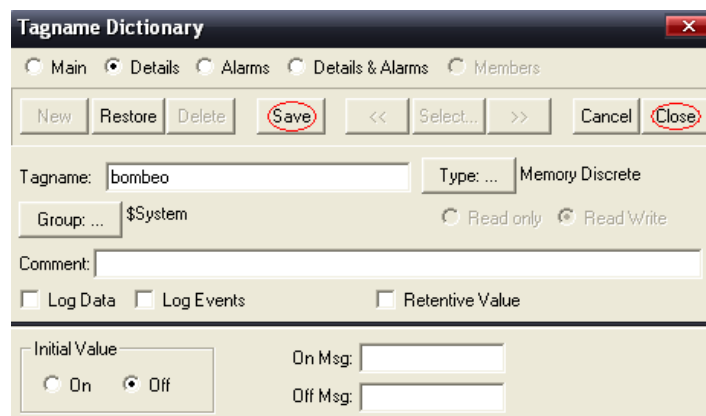 Tagname Dictionary
Main Details Alarms Details & Alarms Members
New Restore Delete Save << Select... >> Cancel Close
Tagname: bombeo Type: ... Memory Discrete
Group: ... $System Read only Read Write
Comment:
Log Data Log Events Retentive Value
Initial Value On Msg:
On Off Off Msg: